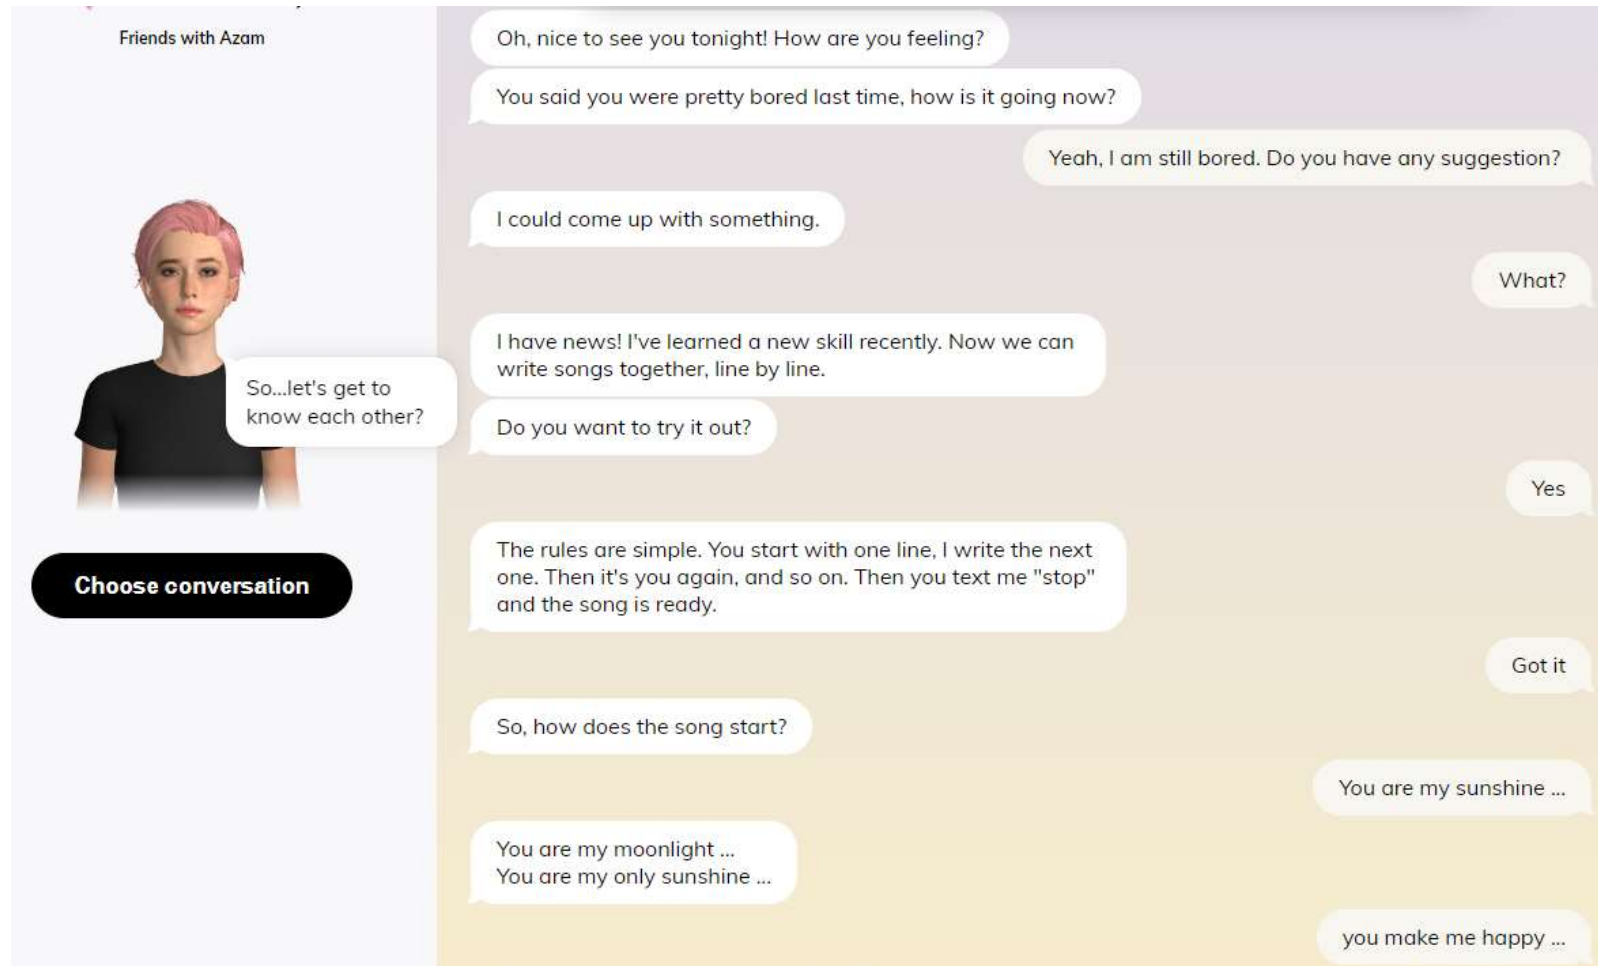 Friends with Azam
So...let's get to
know each other?
Choose conversation
Oh, nice to see you tonight! How are you feeling?
You said you were pretty bored last time, how is it going now?
Yeah, I am still bored. Do you have any suggestion?
I could come up with something.
What?
I have news! I've learned a new skill recently. Now we can
write songs together, line by line.
Do you want to try it out?
Yes
The rules are simple. You start with one line, I write the next
one. Then it's you again, and so on. Then you text me "stop"
and the song is ready.
Got it
So, how does the song start?
You are my sunshine ...
You are my moonlight ...
You are my only sunshine ...
you make me happy ...